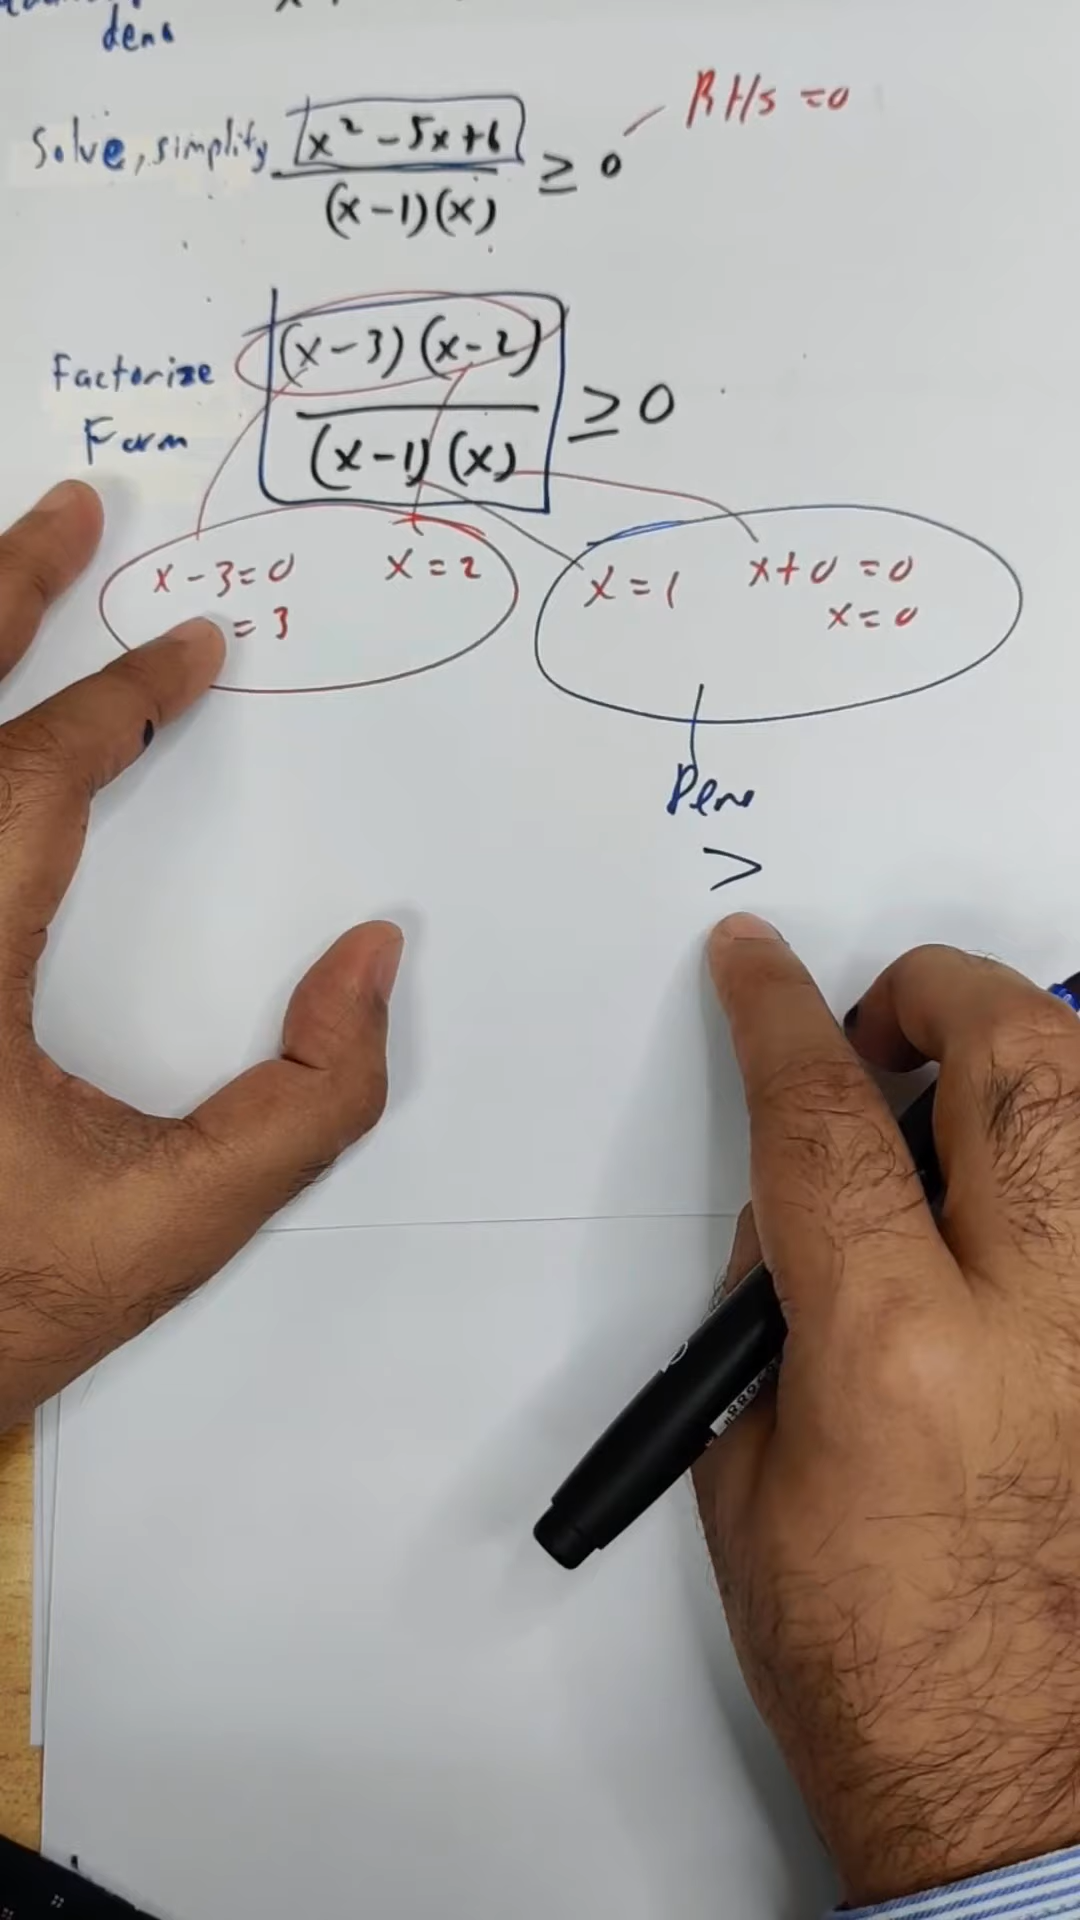 deno
RHs = 0
Solve, simplify x² - 5x + 6 / (x - 1)(x) ≥ 0
Factorize Form (x - 3)(x - 2) / (x - 1)(x) ≥ 0
x - 3 = 0 x = 2 x = 1 x + 0 = 0
= 3 x = 0
Deno
>